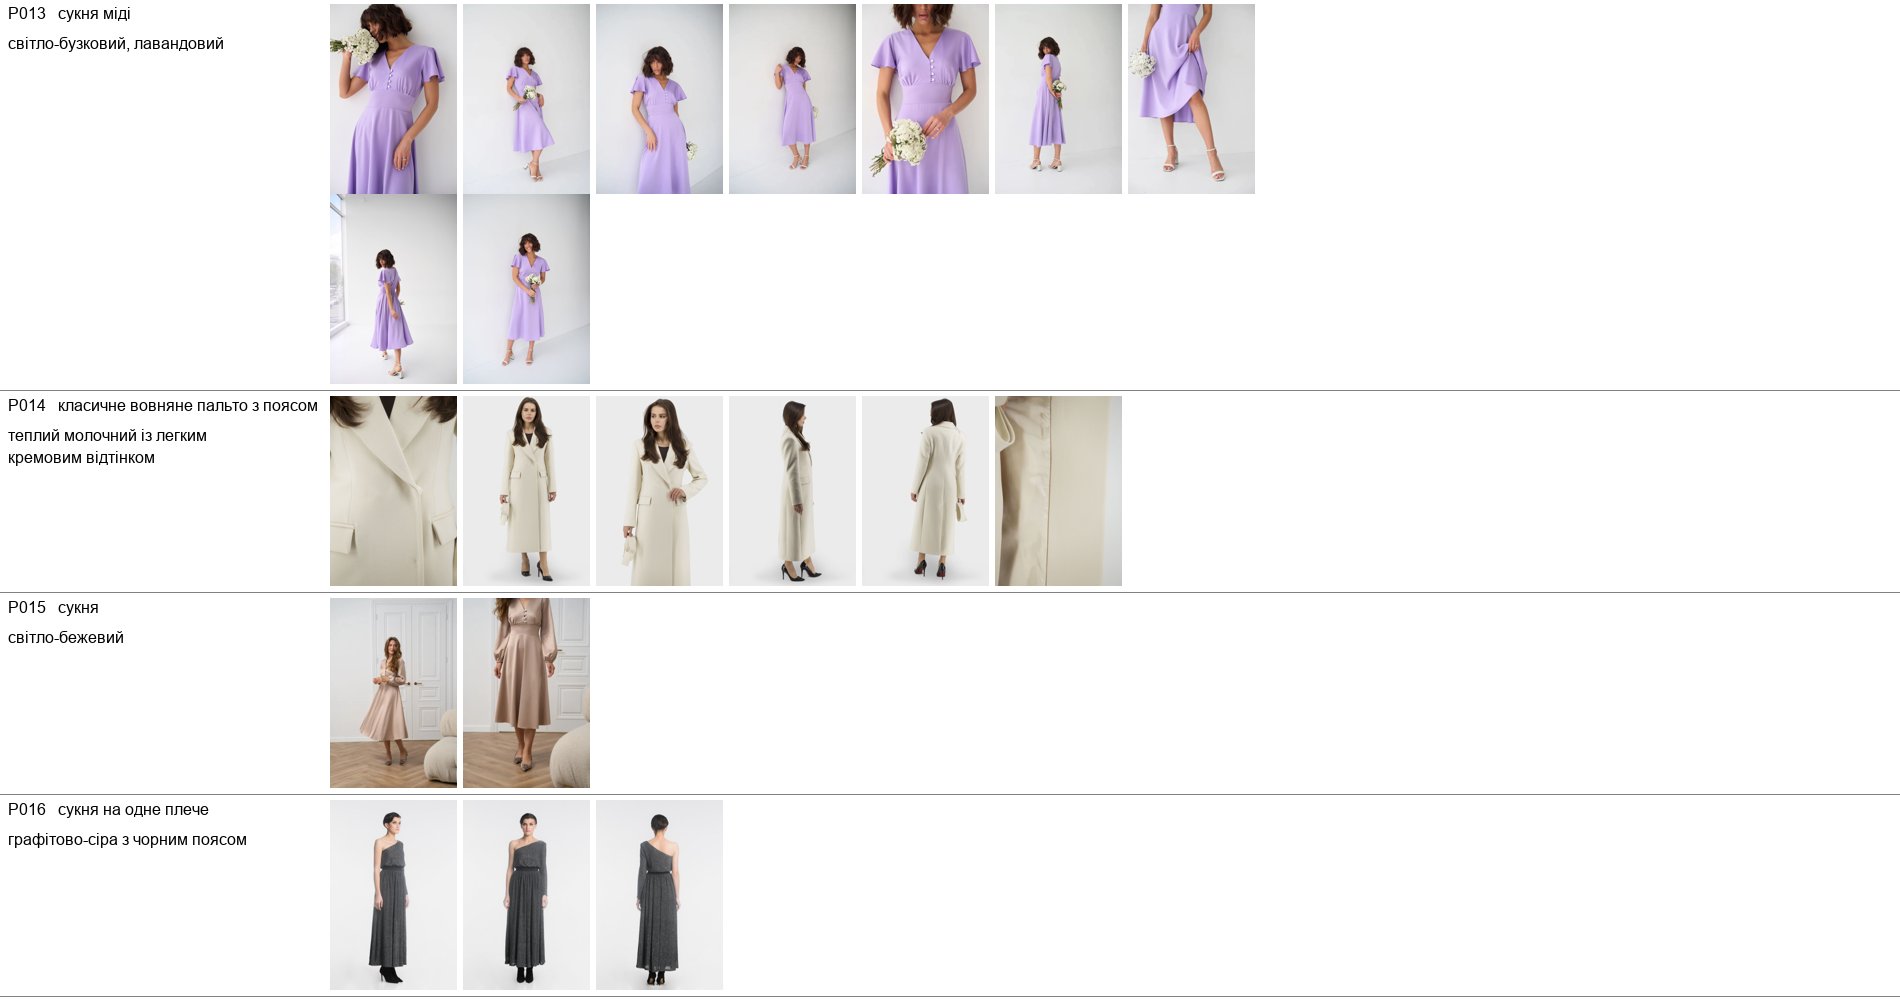 P013 сукня міді
світло-бузковий, лавандовий
P014 класичне вовняне пальто з поясом
теплий молочний із легким
кремовим відтінком
P015 сукня
світло-бежевий
P016 сукня на одне плече
графітово-сіра з чорним поясом